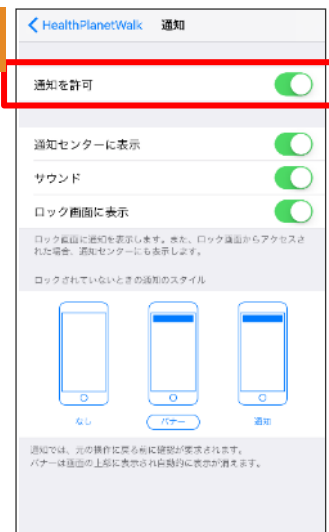 HealthPlanetWalk 通知
通知を許可
通知センターに表示
サウンド
ロック画面に表示
ロック画面に通知を表示します。また、ロック画面からアクセスさ
れた場合、通知センターにも表示します。
ロックされていないときの通知のスタイル
なし バナー 通知
通知では、元の操作に戻る前に確認が要求されます。
バナーは画面の上部に表示され自動的に表示が消えます。